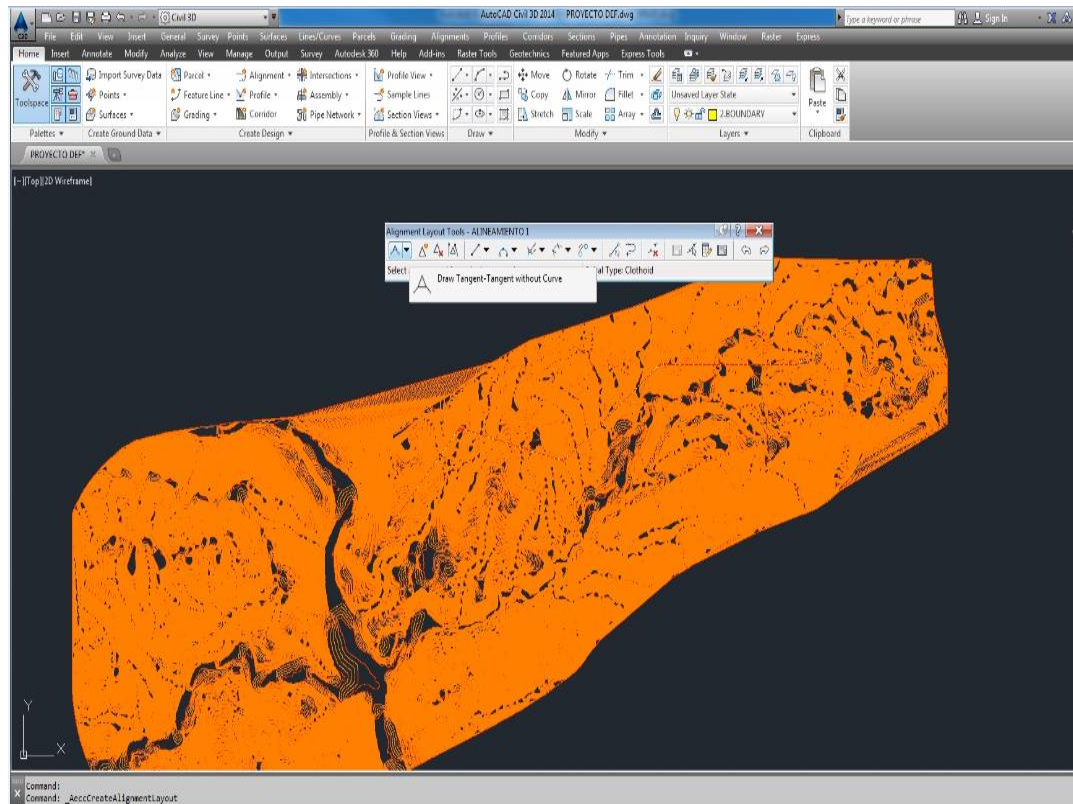 Civil 3D
AutoCAD Civil 3D 2014 PROYECTO DEF.dwg
Type a keyword or phrase
Sign In
C3D
File Edit View Insert General Survey Points Surfaces Lines/Curves Parcels Grading Alignments Profiles Corridors Sections Pipes Annotation Inquiry Window Raster Express
Home Insert Annotate Modify Analyze View Manage Output Survey Autodesk 360 Help Add-ins Raster Tools Geotechnics Featured Apps Express Tools
Import Survey Data Parcel Alignment Intersections Profile View Move Rotate Trim
Toolspace Points Feature Line Profile Assembly Sample Lines Copy Mirror Fillet Unsaved Layer State Paste
Surfaces Grading Corridor Pipe Network Section Views Stretch Scale Array 2.BOUNDARY
Palettes Create Ground Data Create Design Profile & Section Views Draw Modify Layers Clipboard
PROYECTO DEF*
[-][Top][2D Wireframe]
Alignment Layout Tools - ALINEAMIENTO 1
Select al Type: Clothoid
Draw Tangent-Tangent without Curve
Y
X
Command:
Command: _AeccCreateAlignmentLayout